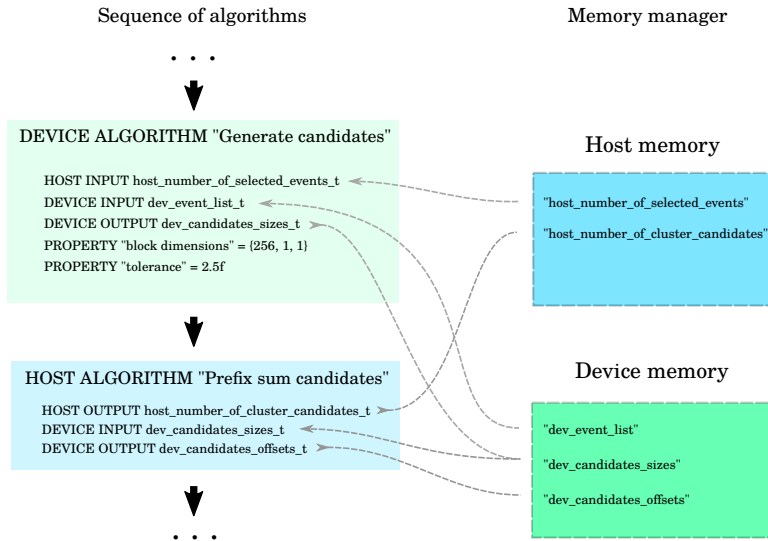 Sequence of algorithms
. . .
DEVICE ALGORITHM "Generate candidates"
HOST INPUT host_number_of_selected_events_t
DEVICE INPUT dev_event_list_t
DEVICE OUTPUT dev_candidates_sizes_t
PROPERTY "block dimensions" = {256, 1, 1}
PROPERTY "tolerance" = 2.5f
HOST ALGORITHM "Prefix sum candidates"
HOST OUTPUT host_number_of_cluster_candidates_t
DEVICE INPUT dev_candidates_sizes_t
DEVICE OUTPUT dev_candidates_offsets_t
. . .
Memory manager
Host memory
"host_number_of_selected_events"
"host_number_of_cluster_candidates"
Device memory
"dev_event_list"
"dev_candidates_sizes"
"dev_candidates_offsets"